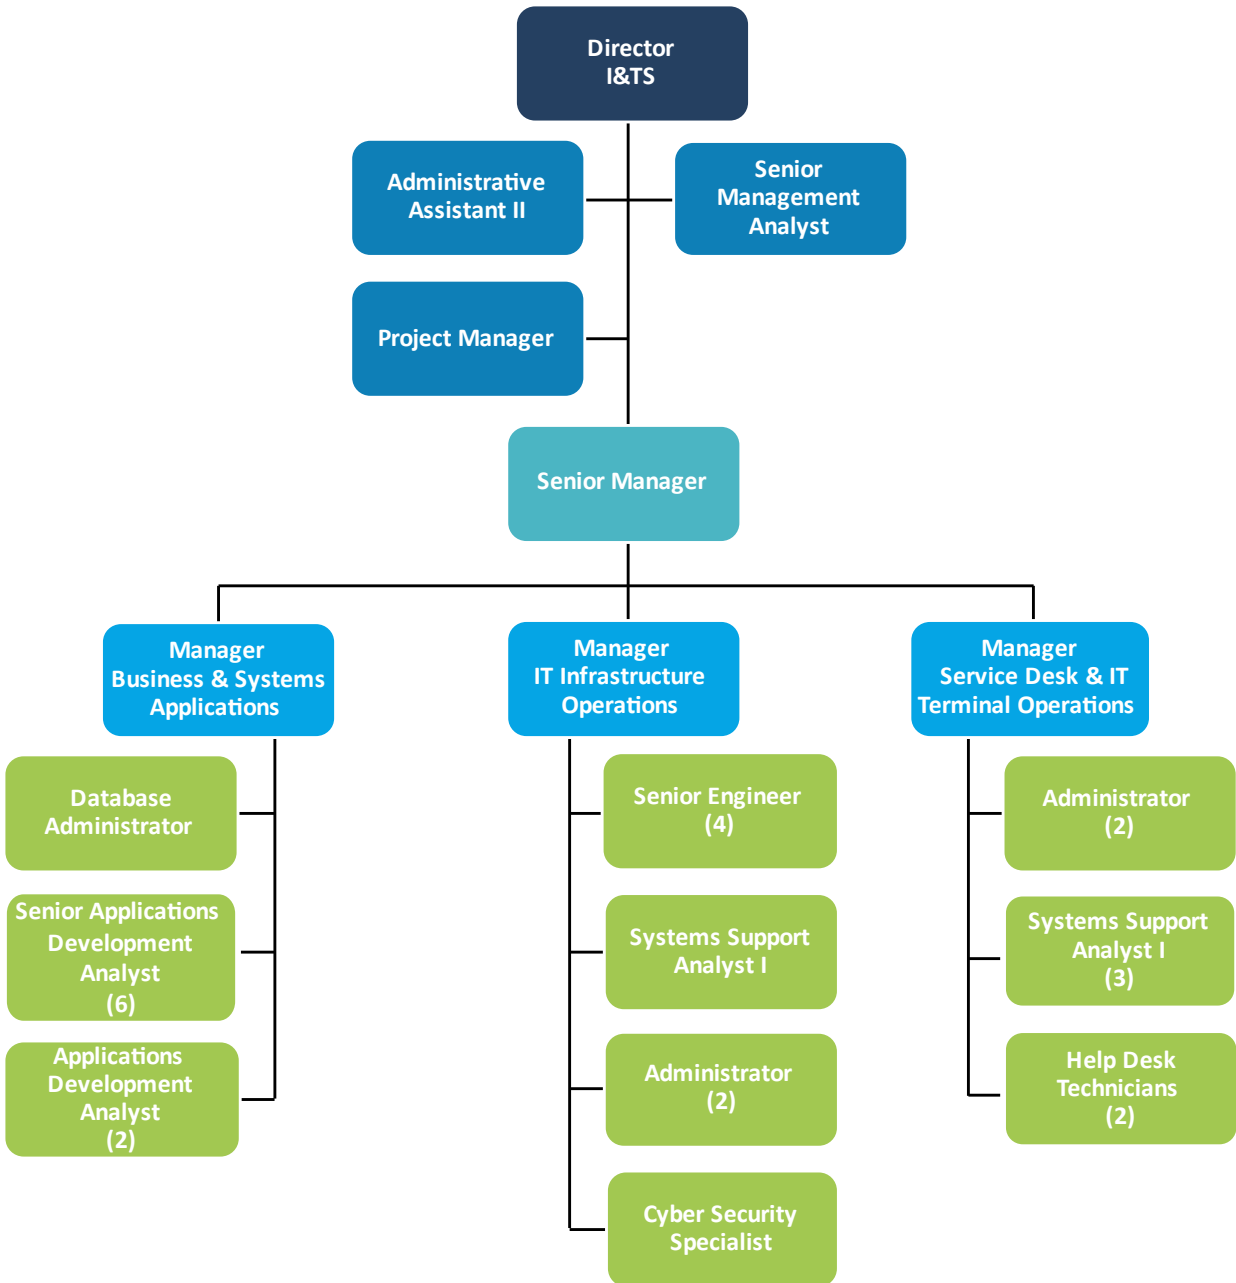 Director
I&TS
Administrative
Assistant II
Senior
Management
Analyst
Project Manager
Senior Manager
Manager
Business & Systems
Applications
Manager
IT Infrastructure
Operations
Manager
Service Desk & IT
Terminal Operations
Database
Administrator
Senior Applications
Development
Analyst
(6)
Applications
Development
Analyst
(2)
Senior Engineer
(4)
Systems Support
Analyst I
Administrator
(2)
Cyber Security
Specialist
Administrator
(2)
Systems Support
Analyst I
(3)
Help Desk
Technicians
(2)